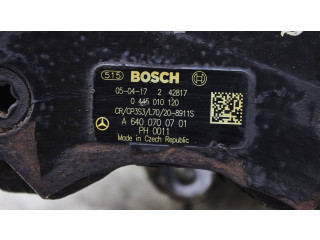 515 BOSCH
05-04-17 2 42817
0 445 010 120
CR/CP3S3/L70/20-8911S
A 640 070 07 01
PH 0011
Made in Czech Republic